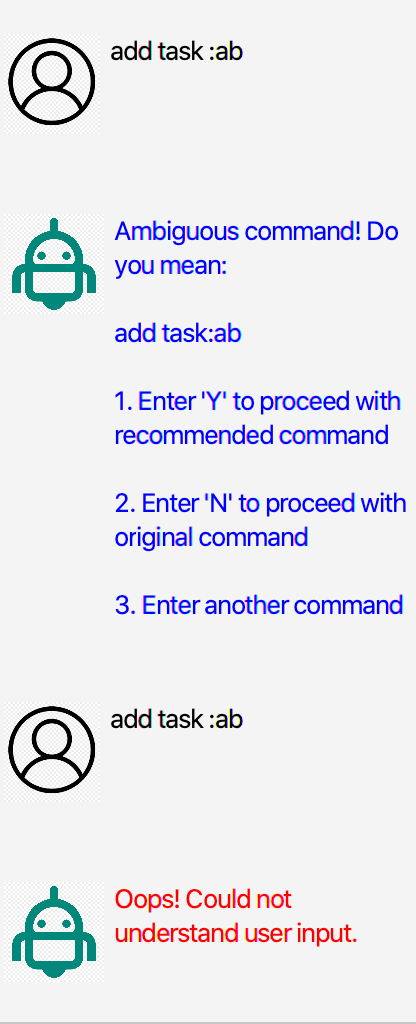 add task :ab
Ambiguous command! Do
you mean:
add task:ab
1. Enter 'Y' to proceed with
recommended command
2. Enter 'N' to proceed with
original command
3. Enter another command
add task :ab
Oops! Could not
understand user input.